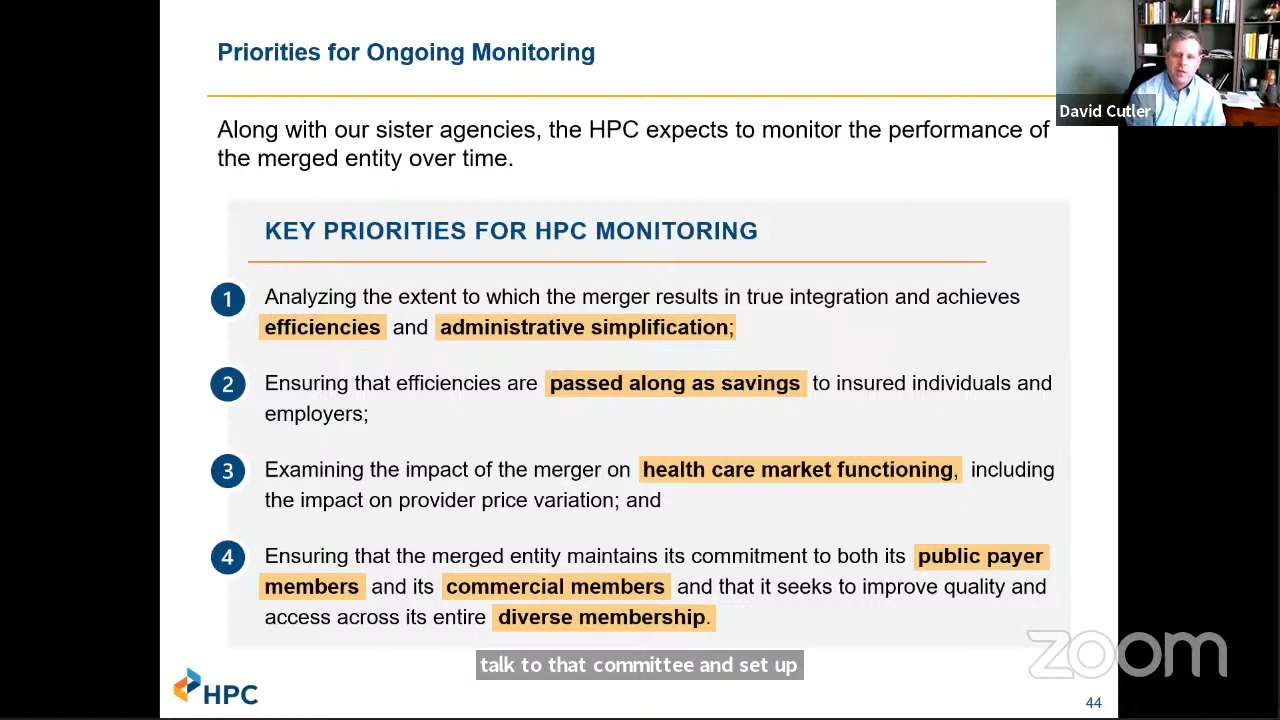 Priorities for Ongoing Monitoring
David Cutler
Along with our sister agencies, the HPC expects to monitor the performance of
the merged entity over time.
KEY PRIORITIES FOR HPC MONITORING
1
Analyzing the extent to which the merger results in true integration and achieves
efficiencies and administrative simplification;
2
Ensuring that efficiencies are passed along as savings to insured individuals and
employers;
3
Examining the impact of the merger on health care market functioning, including
the impact on provider price variation; and
4
Ensuring that the merged entity maintains its commitment to both its public payer
members and its commercial members and that it seeks to improve quality and
access across its entire diverse membership.
talk to that committee and set up
zoom
HPC
44